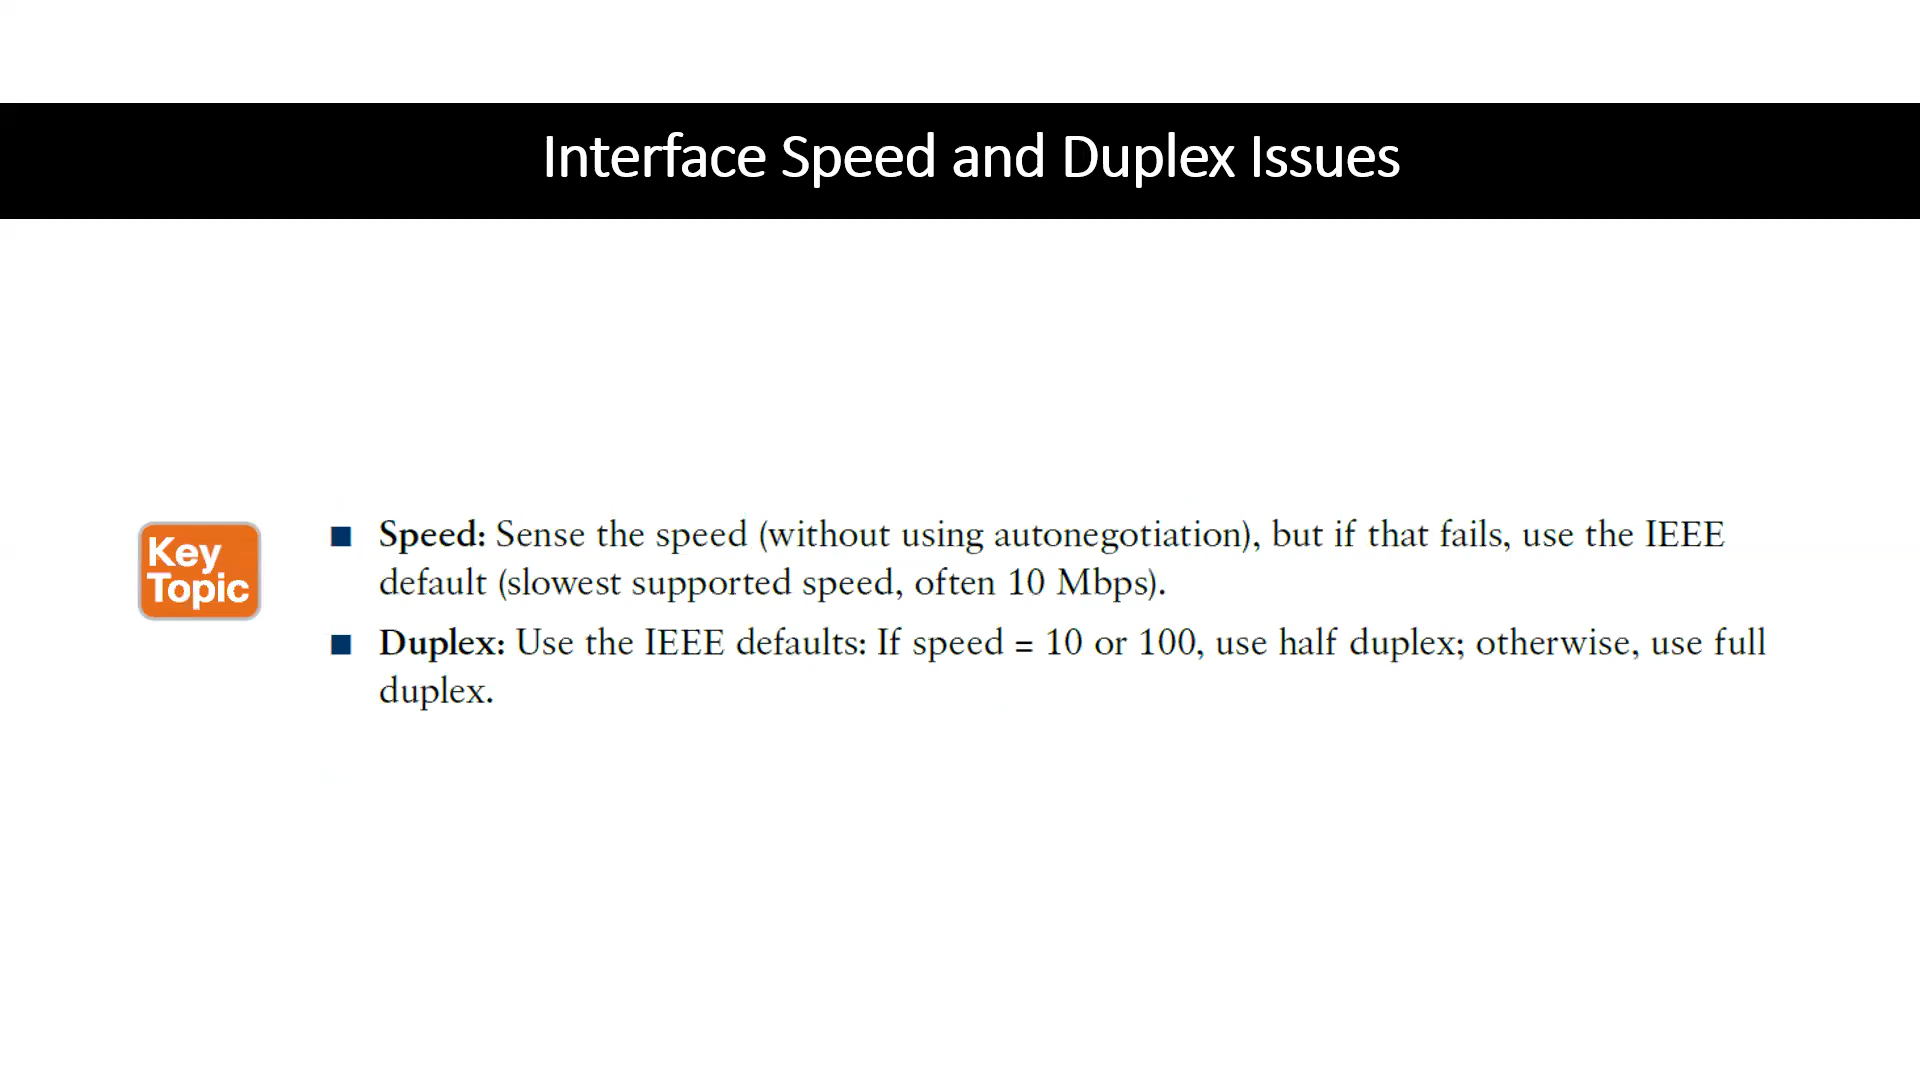 Interface Speed and Duplex Issues
Key
Topic
■ Speed: Sense the speed (without using autonegotiation), but if that fails, use the IEEE
default (slowest supported speed, often 10 Mbps).
■ Duplex: Use the IEEE defaults: If speed = 10 or 100, use half duplex; otherwise, use full
duplex.